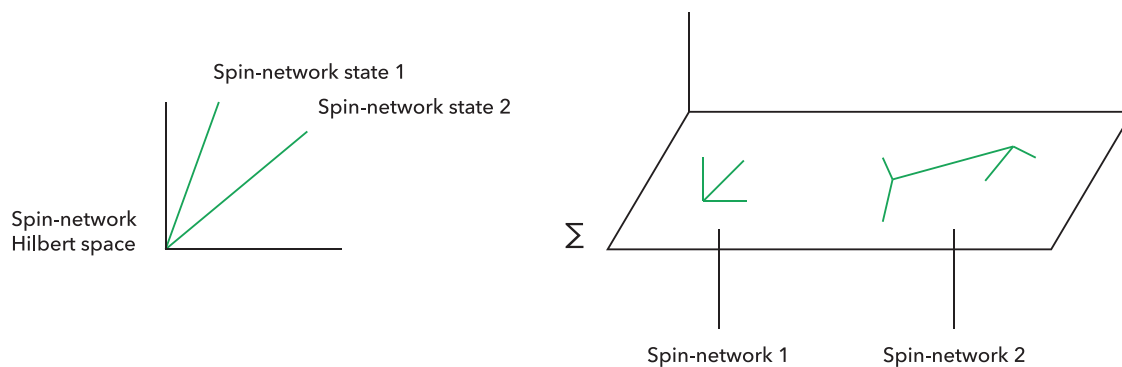 Spin-network state 1
Spin-network state 2
Spin-network
Hilbert space
Σ
Spin-network 1
Spin-network 2